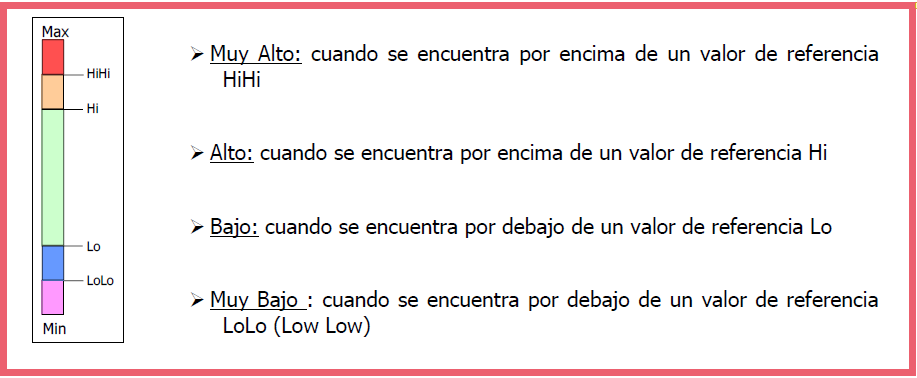 Max
HiHi
Hi
Lo
LoLo
Min
➢ Muy Alto: cuando se encuentra por encima de un valor de referencia
HiHi
➢ Alto: cuando se encuentra por encima de un valor de referencia Hi
➢ Bajo: cuando se encuentra por debajo de un valor de referencia Lo
➢ Muy Bajo : cuando se encuentra por debajo de un valor de referencia
LoLo (Low Low)